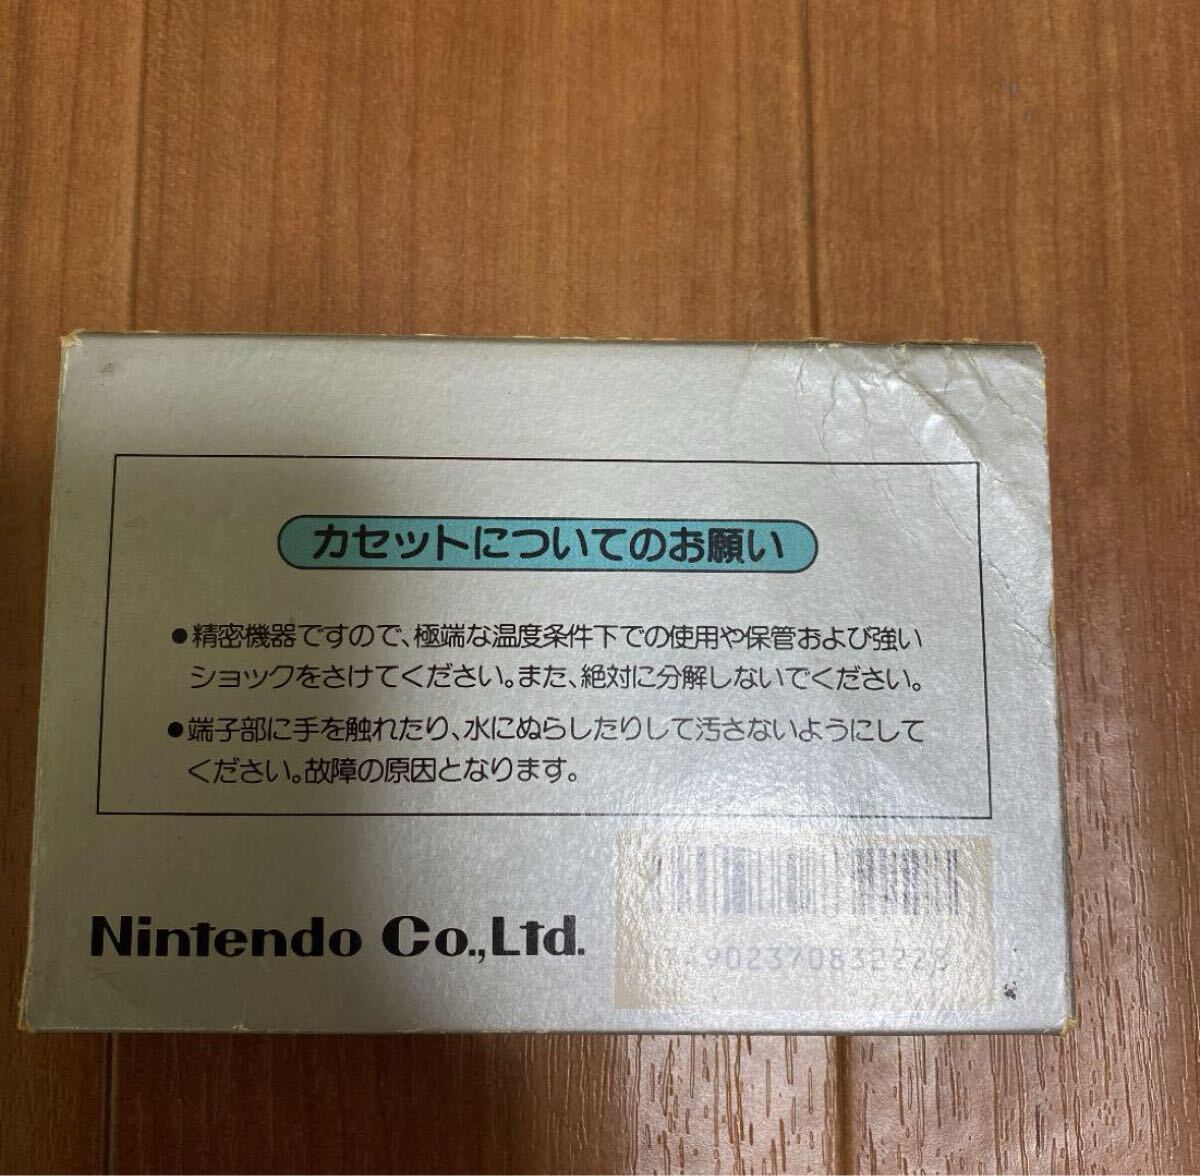 カセットについてのお願い
●精密機器ですので、極端な温度条件下での使用や保管および強い
ショックをさけてください。また、絶対に分解しないでください。
●端子部に手を触れたり、水にぬらしたりして汚さないようにして
ください。故障の原因となります。
Nintendo Co.,Ltd.
4902370832228